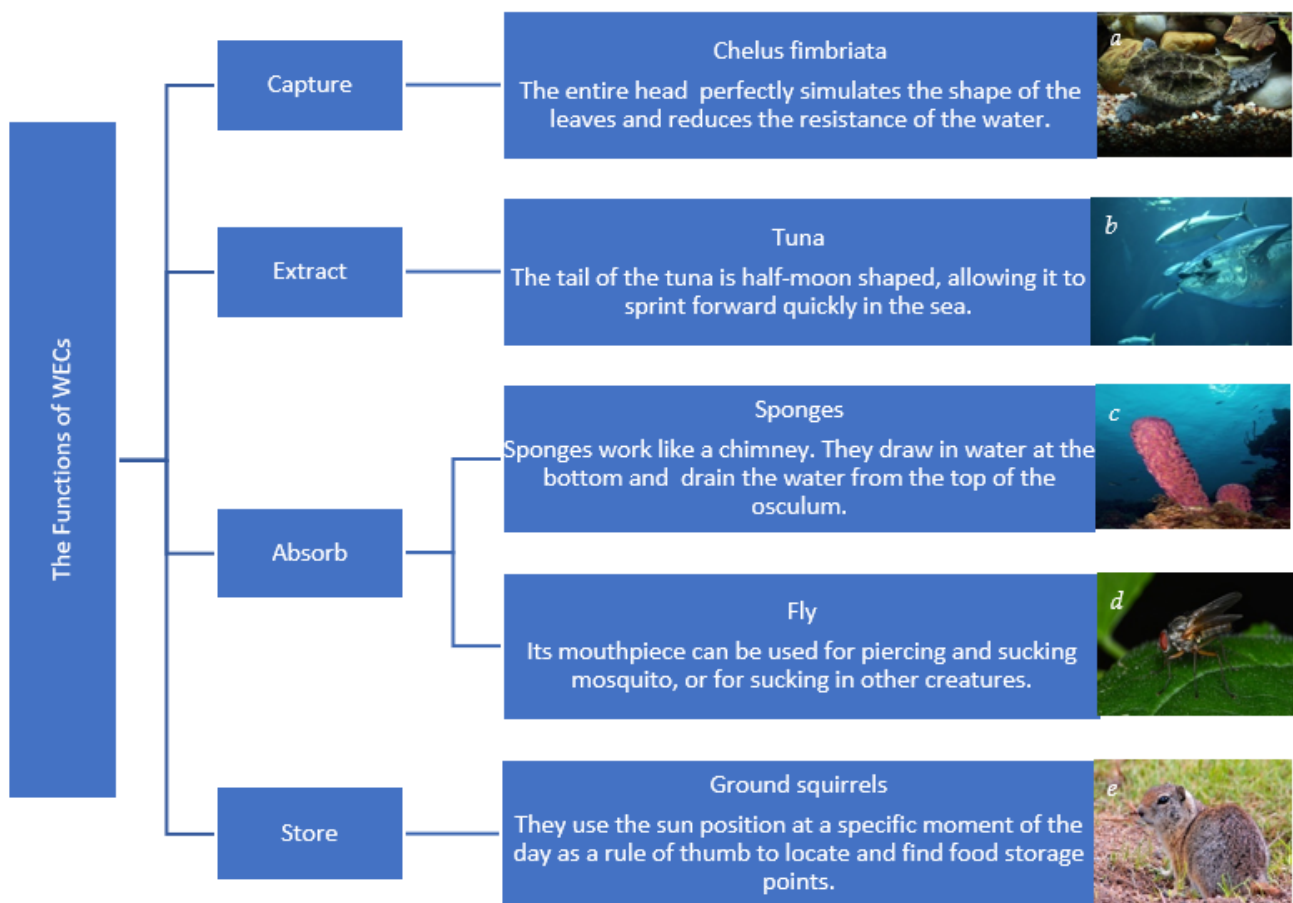 The Functions of WECs
Capture
Chelus fimbriata
The entire head  perfectly simulates the shape of the
leaves and reduces the resistance of the water.
a
Extract
Tuna
The tail of the tuna is half-moon shaped, allowing it to
sprint forward quickly in the sea.
b
Absorb
Sponges
Sponges work like a chimney. They draw in water at the
bottom and  drain the water from the top of the
osculum.
c
Fly
Its mouthpiece can be used for piercing and sucking
mosquito, or for sucking in other creatures.
d
Store
Ground squirrels
They use the sun position at a specific moment of the
day as a rule of thumb to locate and find food storage
points.
e